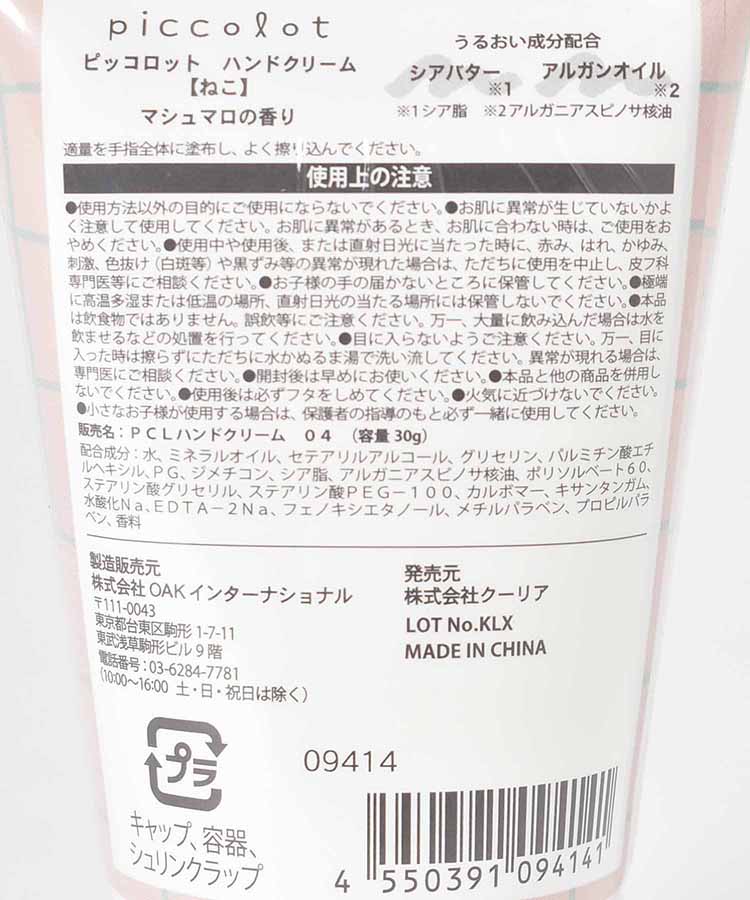 piccolot
ピッコロット ハンドクリーム
【ねこ】
マシュマロの香り
うるおい成分配合
シアバター※1 アルガンオイル※2
※1シア脂 ※2アルガニアスピノサ核油
適量を手指全体に塗布し、よく擦り込んでください。
使用上の注意
●使用方法以外の目的にご使用にならないでください。●お肌に異常が生じていないかよ
く注意して使用してください。お肌に異常があるとき、お肌に合わない時は、ご使用をお
やめください。●使用中や使用後、または直射日光に当たった時に、赤み、はれ、かゆみ、
刺激、色抜け（白斑等）や黒ずみ等の異常が現れた場合は、ただちに使用を中止し、皮フ科
専門医等にご相談ください。●お子様の手の届かないところに保管してください。●極端
に高温多湿または低温の場所、直射日光の当たる場所には保管しないでください。●本品
は飲食物ではありません。誤飲等にご注意ください。万一、大量に飲み込んだ場合は水を
飲ませるなどの処置を行ってください。●目に入らないようご注意ください。万一、目に
入った時は擦らずにただちに水かぬるま湯で洗い流してください。異常が現れる場合は、
専門医にご相談ください。●開封後は早めにお使いください。●本品と他の商品を併用し
ないでください。●使用後は必ずフタをしめてください。●火気に近づけないでください。
●小さなお子様が使用する場合は、保護者の指導のもと必ず一緒に使用してください。
販売名：ＰＣＬハンドクリーム ０４ （容量 30g）
配合成分：水、ミネラルオイル、セテアリルアルコール、グリセリン、パルミチン酸エチ
ルヘキシル、ＰＧ、ジメチコン、シア脂、アルガニアスピノサ核油、ポリソルベート６０、
ステアリン酸グリセリル、ステアリン酸ＰＥＧ－１００、カルボマー、キサンタンガム、
水酸化Ｎａ、ＥＤＴＡ－２Ｎａ、フェノキシエタノール、メチルパラベン、プロピルパラ
ベン、香料
製造販売元
株式会社 OAK インターナショナル
〒111-0043
東京都台東区駒形 1-7-11
東武浅草駒形ビル 9 階
電話番号：03-6284-7781
（10:00～16:00 土・日・祝日は除く）
発売元
株式会社クーリア
LOT No.KLX
MADE IN CHINA
プラ
キャップ、容器、
シュリンクラップ
09414
4 550391 094141